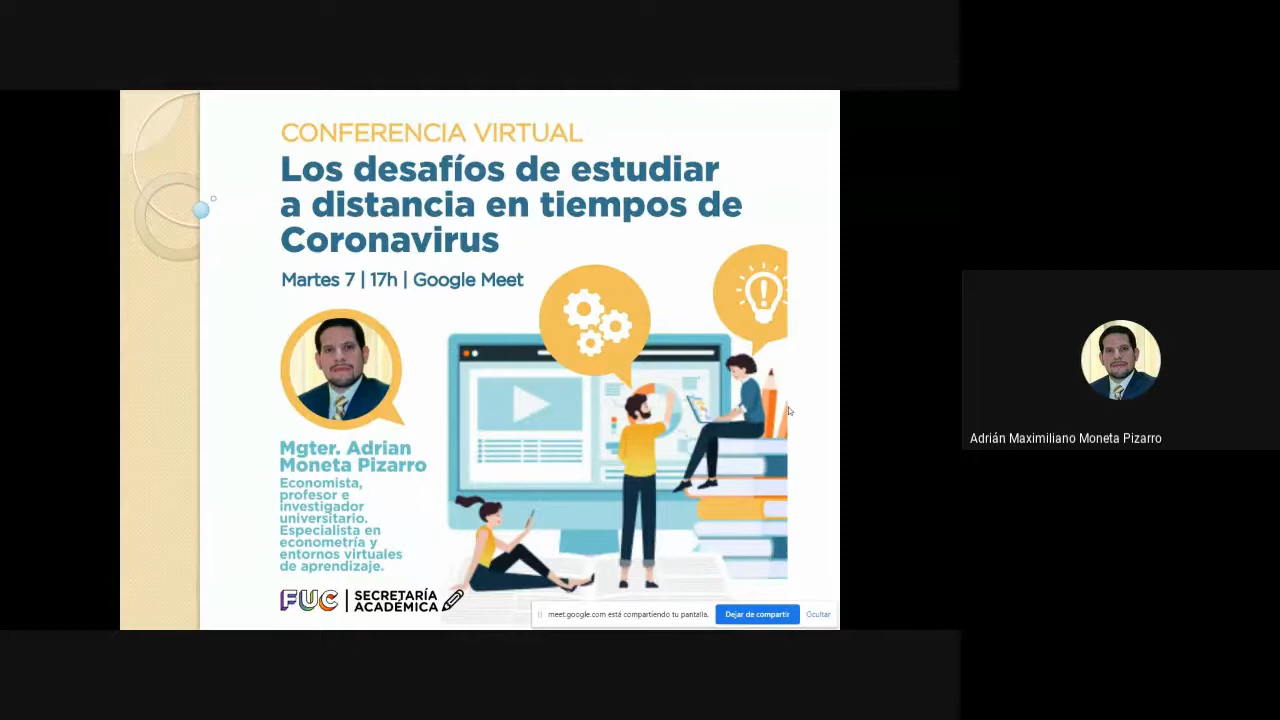 CONFERENCIA VIRTUAL
Los desafíos de estudiar
a distancia en tiempos de
Coronavirus
Martes 7 | 17h | Google Meet
Mgter. Adrian
Moneta Pizarro
Economista,
profesor e
investigador
universitario.
Especialista en
econometría y
entornos virtuales
de aprendizaje.
FUC | SECRETARÍA
ACADÉMICA
meet.google.com está compartiendo tu pantalla.
Dejar de compartir
Ocultar
Adrián Maximiliano Moneta Pizarro